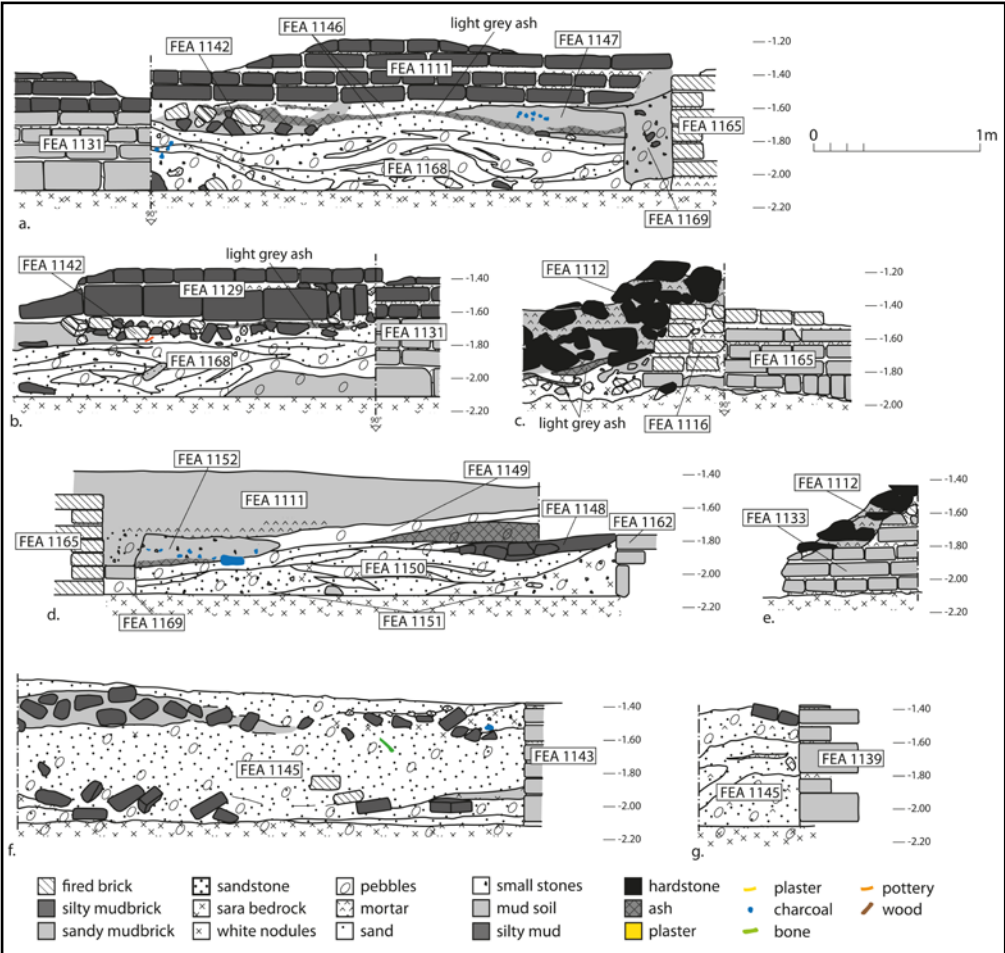 light grey ash
FEA 1146
FEA 1142
FEA 1147
FEA 1111
-1.20
-1.40
-1.60
-1.80
-2.00
-2.20
FEA 1131
FEA 1165
FEA 1168
FEA 1169
0 1m
90°
a.
light grey ash
FEA 1142
FEA 1129
FEA 1131
FEA 1168
-1.40
-1.60
-1.80
-2.00
-2.20
90°
b.
FEA 1112
FEA 1165
-1.20
-1.40
-1.60
-1.80
-2.00
90°
c.
light grey ash
FEA 1116
FEA 1152
FEA 1149
FEA 1111
FEA 1148
FEA 1162
FEA 1165
FEA 1150
-1.40
-1.60
-1.80
-2.00
-2.20
d.
FEA 1169
FEA 1151
FEA 1112
FEA 1133
-1.40
-1.60
-1.80
-2.00
-2.20
e.
FEA 1145
FEA 1143
-1.40
-1.60
-1.80
-2.00
-2.20
f.
FEA 1139
FEA 1145
-1.40
-1.60
-1.80
-2.00
-2.20
g.
fired brick sandstone pebbles small stones hardstone plaster pottery
silty mudbrick sara bedrock mortar mud soil ash charcoal wood
sandy mudbrick white nodules sand silty mud plaster bone